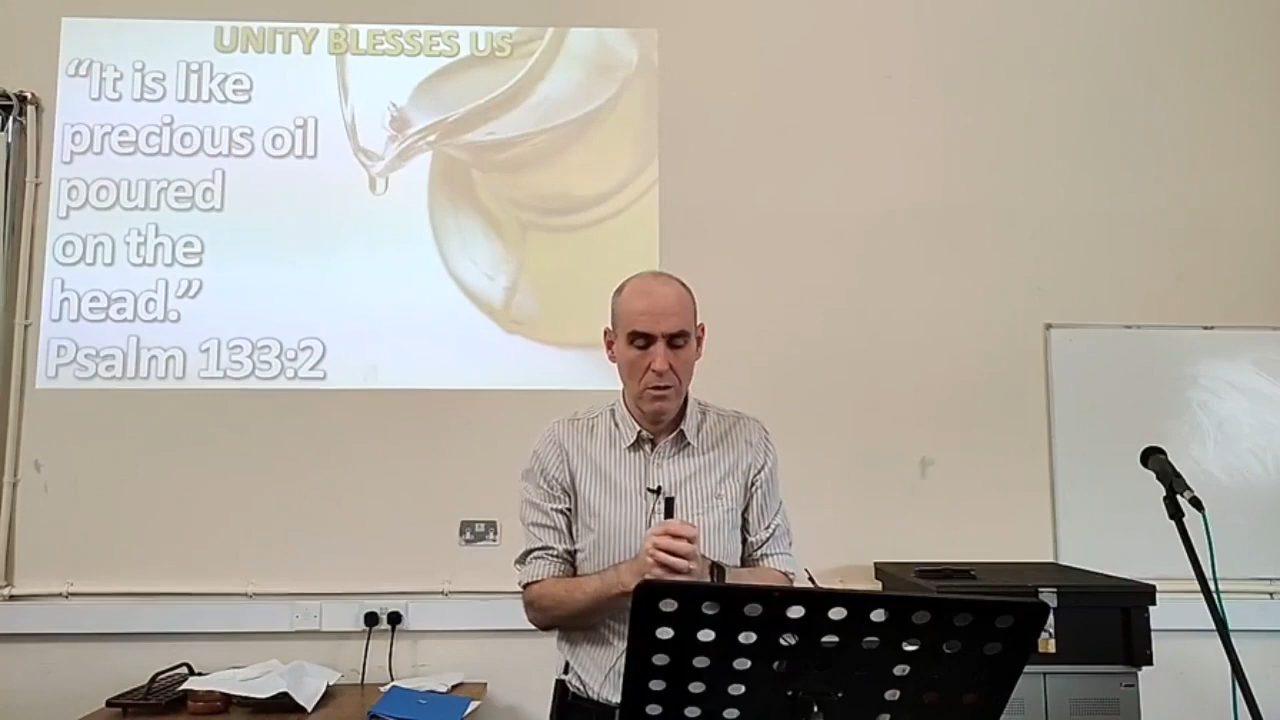 UNITY BLESSES US
“It is like
precious oil
poured
on the
head.”
Psalm 133:2